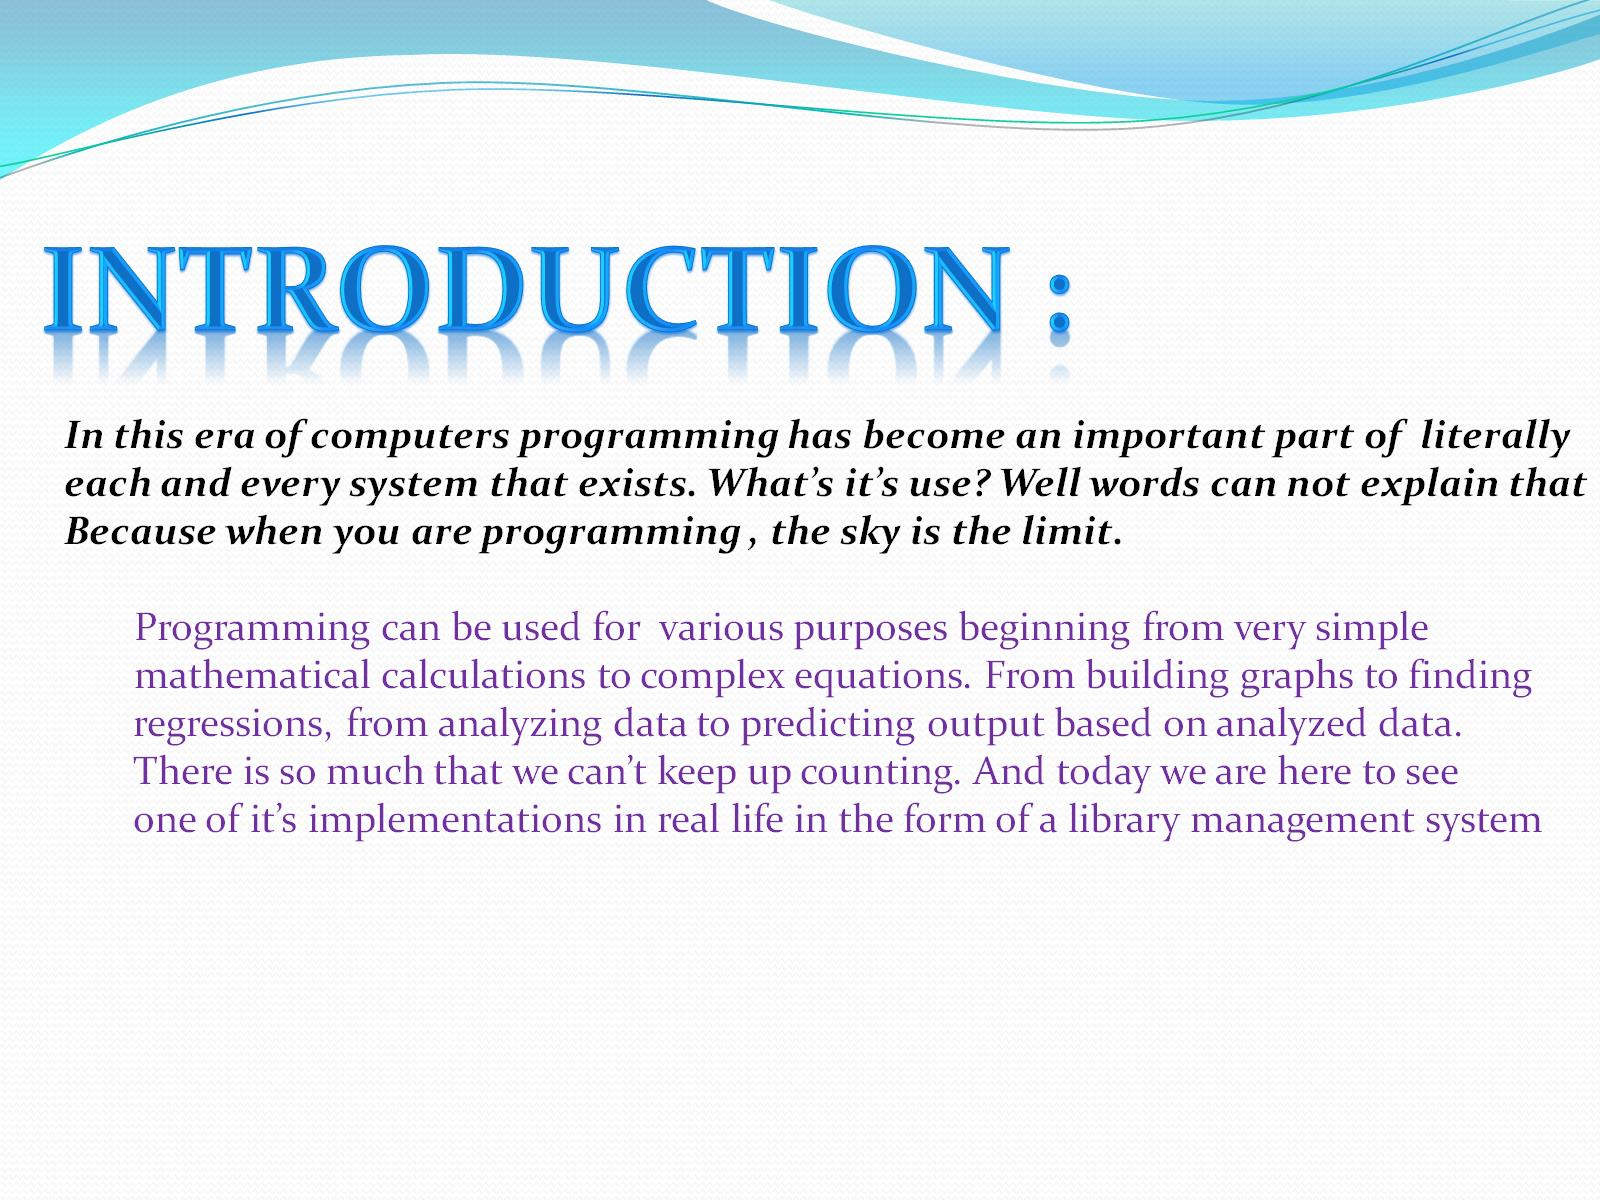 INTRODUCTION :
In this era of computers programming has become an important part of  literally
each and every system that exists. What’s it’s use? Well words can not explain that
Because when you are programming , the sky is the limit.
Programming can be used for  various purposes beginning from very simple
mathematical calculations to complex equations. From building graphs to finding
regressions, from analyzing data to predicting output based on analyzed data.
There is so much that we can’t keep up counting. And today we are here to see
one of it’s implementations in real life in the form of a library management system